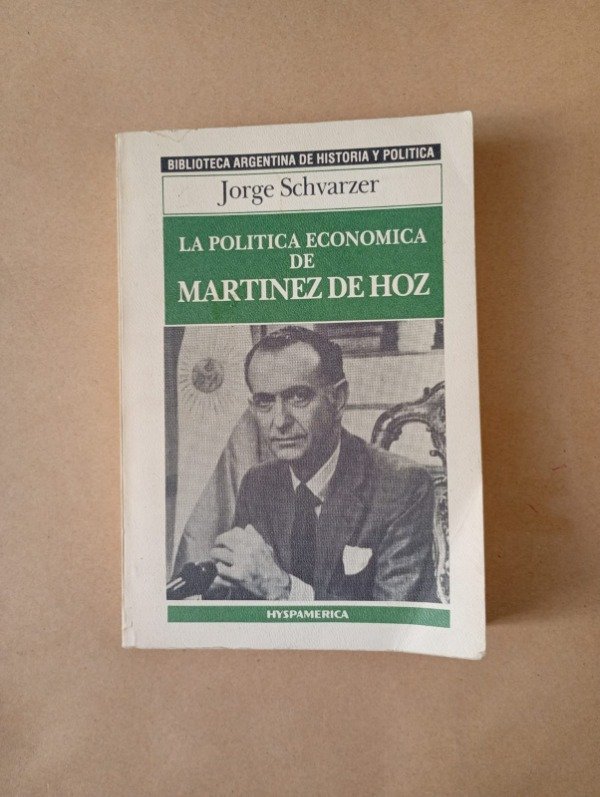 BIBLIOTECA ARGENTINA DE HISTORIA Y POLITICA
Jorge Schvarzer
LA POLITICA ECONOMICA
DE
MARTINEZ DE HOZ
HYSPAMERICA